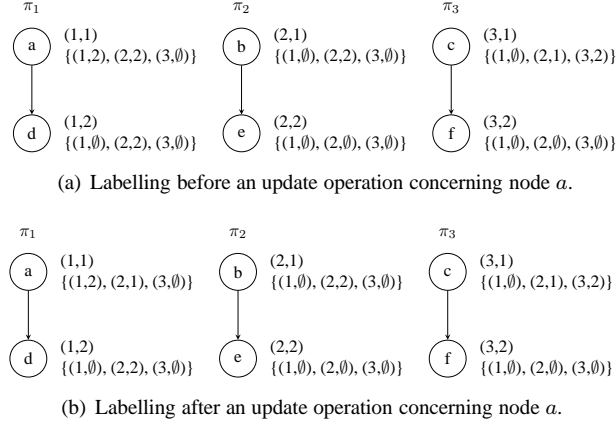 π1 π2 π3
a (1,1) b (2,1) c (3,1)
{(1,2), (2,2), (3,∅)} {(1,∅), (2,2), (3,∅)} {(1,∅), (2,1), (3,2)}
d (1,2) e (2,2) f (3,2)
{(1,∅), (2,2), (3,∅)} {(1,∅), (2,∅), (3,∅)} {(1,∅), (2,∅), (3,∅)}
(a) Labelling before an update operation concerning node a.
π1 π2 π3
a (1,1) b (2,1) c (3,1)
{(1,2), (2,1), (3,∅)} {(1,∅), (2,2), (3,∅)} {(1,∅), (2,1), (3,2)}
d (1,2) e (2,2) f (3,2)
{(1,∅), (2,2), (3,∅)} {(1,∅), (2,∅), (3,∅)} {(1,∅), (2,∅), (3,∅)}
(b) Labelling after an update operation concerning node a.